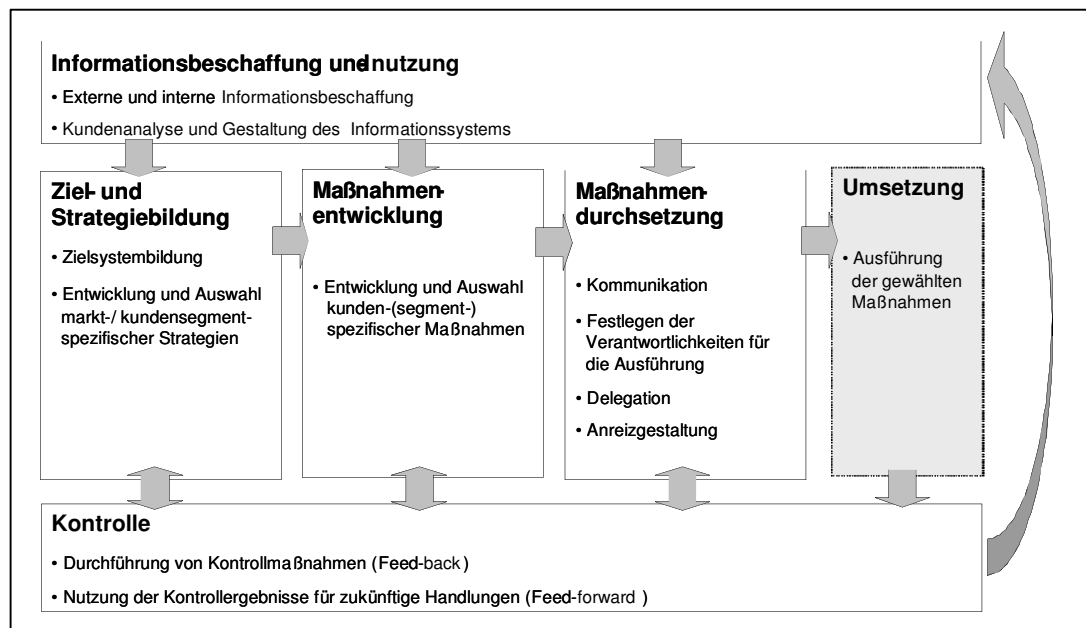 Informationsbeschaffung und-nutzung
• Externe und interne Informationsbeschaffung
• Kundenanalyse und Gestaltung des Informationssystems
Ziel- und
Strategiebildung
• Zielsystembildung
• Entwicklung und Auswahl
markt-/ kundensegment-
spezifischer Strategien
Maßnahmen-
entwicklung
• Entwicklung und Auswahl
kunden-(segment-)
spezifischer Maßnahmen
Maßnahmen-
durchsetzung
• Kommunikation
• Festlegen der
Verantwortlichkeiten für
die Ausführung
• Delegation
• Anreizgestaltung
Umsetzung
• Ausführung
der gewählten
Maßnahmen
Kontrolle
• Durchführung von Kontrollmaßnahmen (Feed-back)
• Nutzung der Kontrollergebnisse für zukünftige Handlungen (Feed-forward )